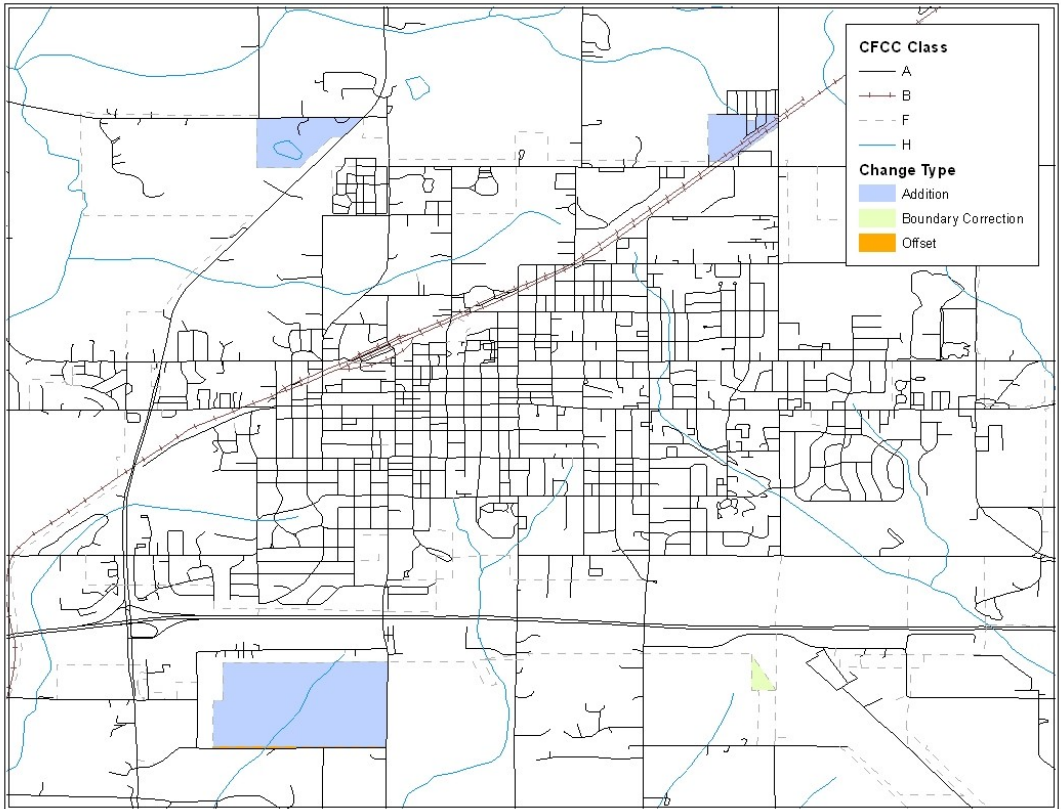 CFCC Class
A
B
F
H
Change Type
Addition
Boundary Correction
Offset